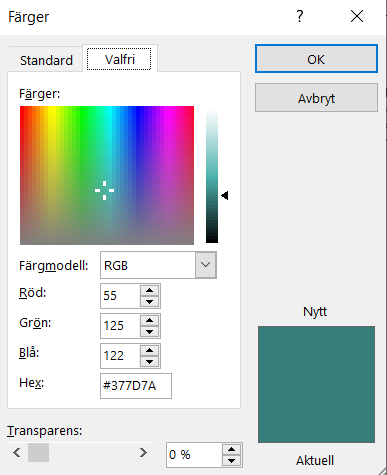 Färger
Standard
Valfri
OK
Avbryt
Färger:
Färgmodell: RGB
Röd: 55
Grön: 125
Blå: 122
Hex: #377D7A
Nytt
Aktuell
Transparens:
0 %